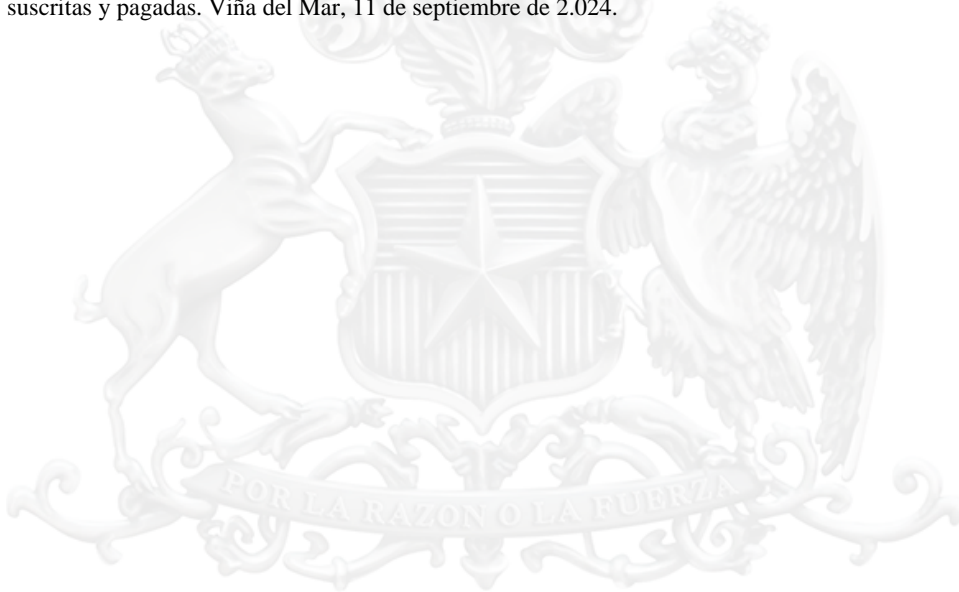 suscritas y pagadas. Viña del Mar, 11 de septiembre de 2.024.
POR LA RAZON O LA FUERZA